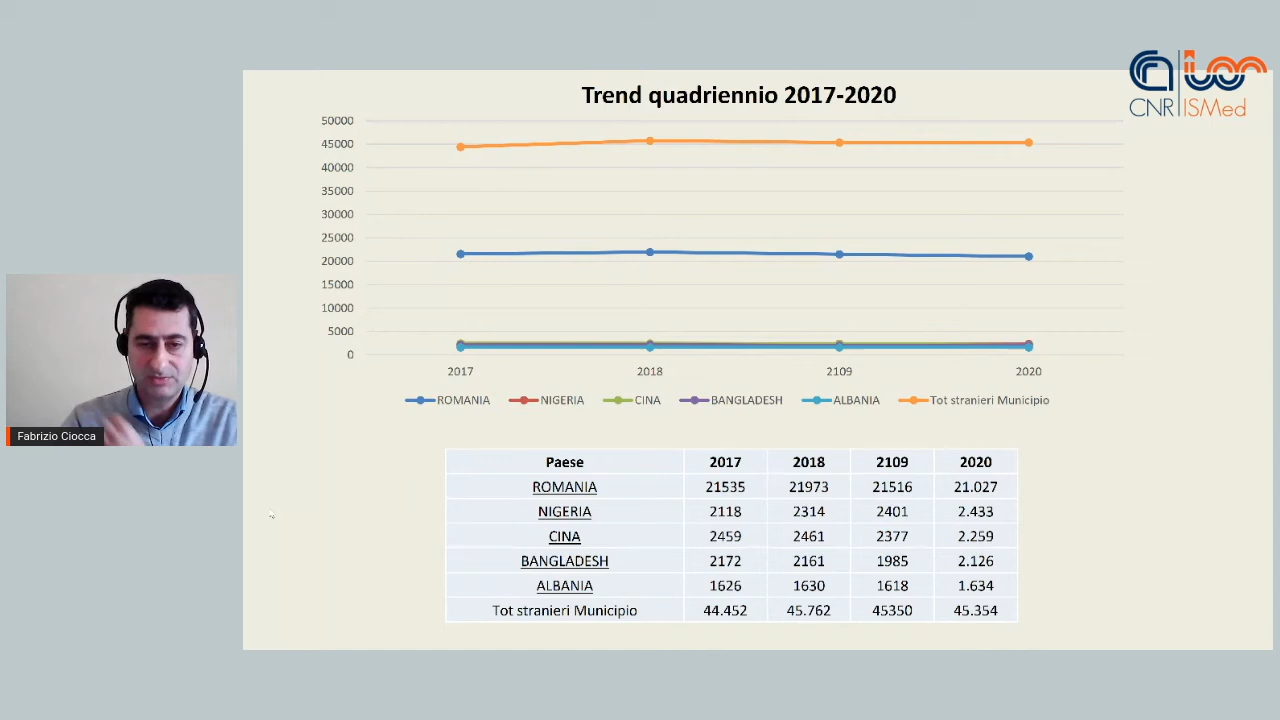 CNR ISMed
Trend quadriennio 2017-2020
50000
45000
40000
35000
30000
25000
20000
15000
10000
5000
0
2017 2018 2109 2020
ROMANIA NIGERIA CINA BANGLADESH ALBANIA Tot stranieri Municipio
Fabrizio Ciocca
Paese 2017 2018 2109 2020
ROMANIA 21535 21973 21516 21.027
NIGERIA 2118 2314 2401 2.433
CINA 2459 2461 2377 2.259
BANGLADESH 2172 2161 1985 2.126
ALBANIA 1626 1630 1618 1.634
Tot stranieri Municipio 44.452 45.762 45350 45.354